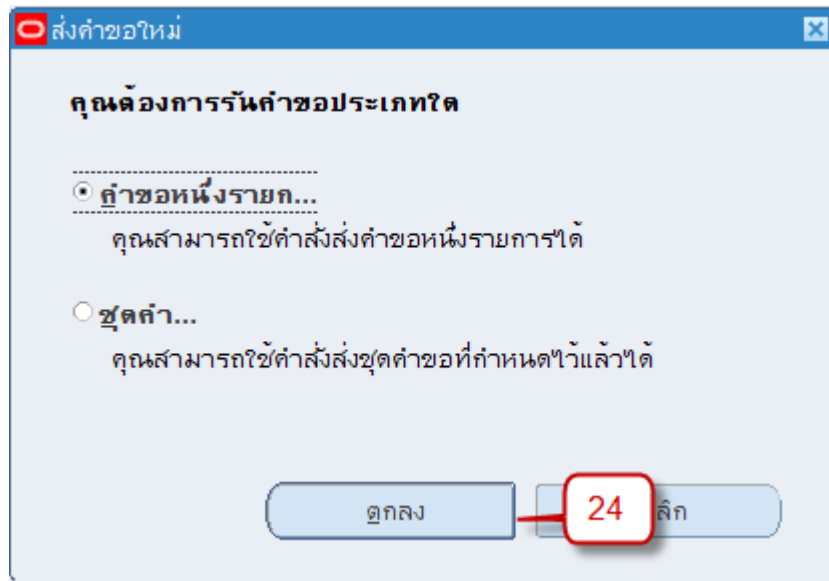 ส่งคำขอใหม่
คุณต้องการรันคำขอประเภทใด
คำขอหนึ่งรายก...
คุณสามารถใช้คำสั่งส่งคำขอหนึ่งรายการได้
ชุดคำ...
คุณสามารถใช้คำสั่งส่งชุดคำขอที่กำหนดไว้แล้วได้
ตกลง 24 ลิก